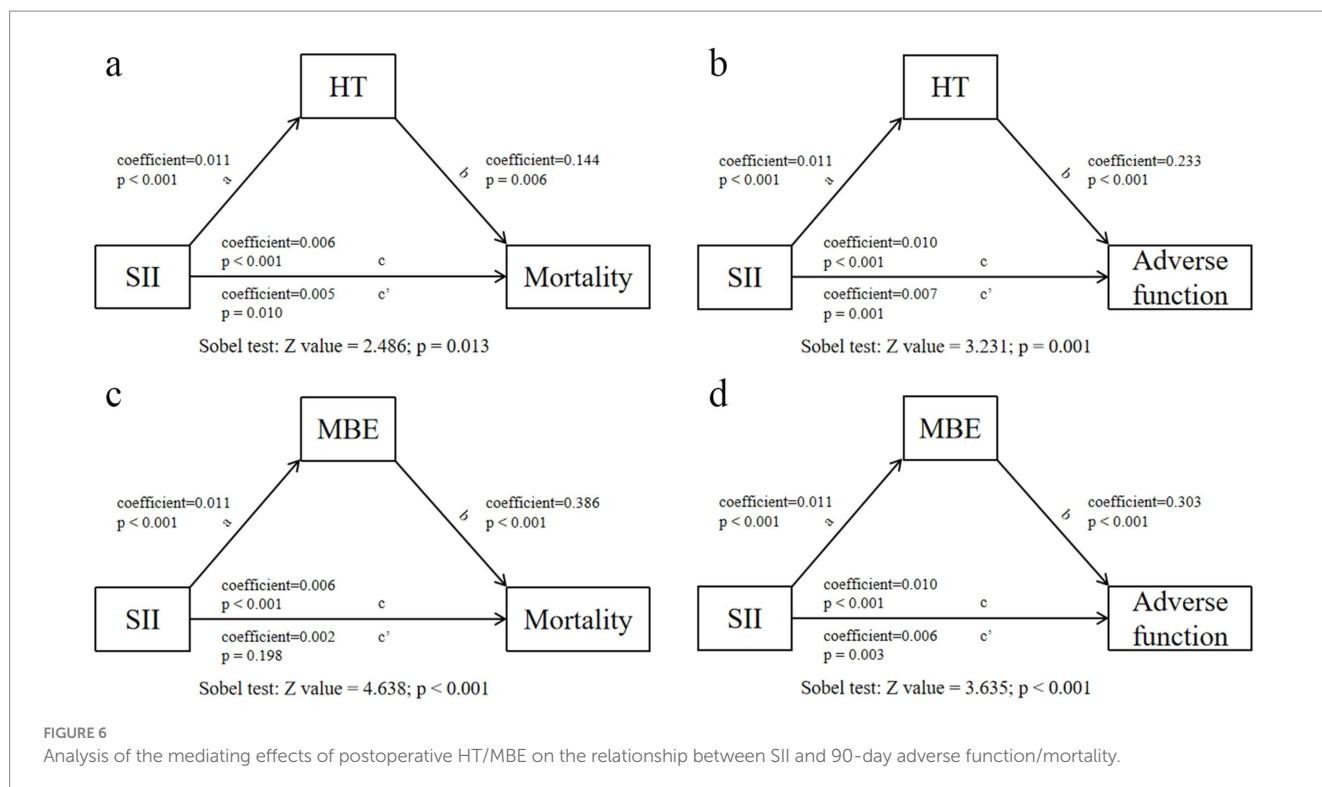 a
HT
coefficient=0.011
p < 0.001
a
b
coefficient=0.144
p = 0.006
SII
coefficient=0.006
p < 0.001
c
coefficient=0.005
p = 0.010
c’
Mortality
Sobel test: Z value = 2.486; p = 0.013
b
HT
coefficient=0.011
p < 0.001
a
b
coefficient=0.233
p < 0.001
SII
coefficient=0.010
p < 0.001
c
coefficient=0.007
p = 0.001
c’
Adverse
function
Sobel test: Z value = 3.231; p = 0.001
c
MBE
coefficient=0.011
p < 0.001
a
b
coefficient=0.386
p < 0.001
SII
coefficient=0.006
p < 0.001
c
coefficient=0.002
p = 0.198
c’
Mortality
Sobel test: Z value = 4.638; p < 0.001
d
MBE
coefficient=0.011
p < 0.001
a
b
coefficient=0.303
p < 0.001
SII
coefficient=0.010
p < 0.001
c
coefficient=0.006
p = 0.003
c’
Adverse
function
Sobel test: Z value = 3.635; p < 0.001
FIGURE 6
Analysis of the mediating effects of postoperative HT/MBE on the relationship between SII and 90-day adverse function/mortality.